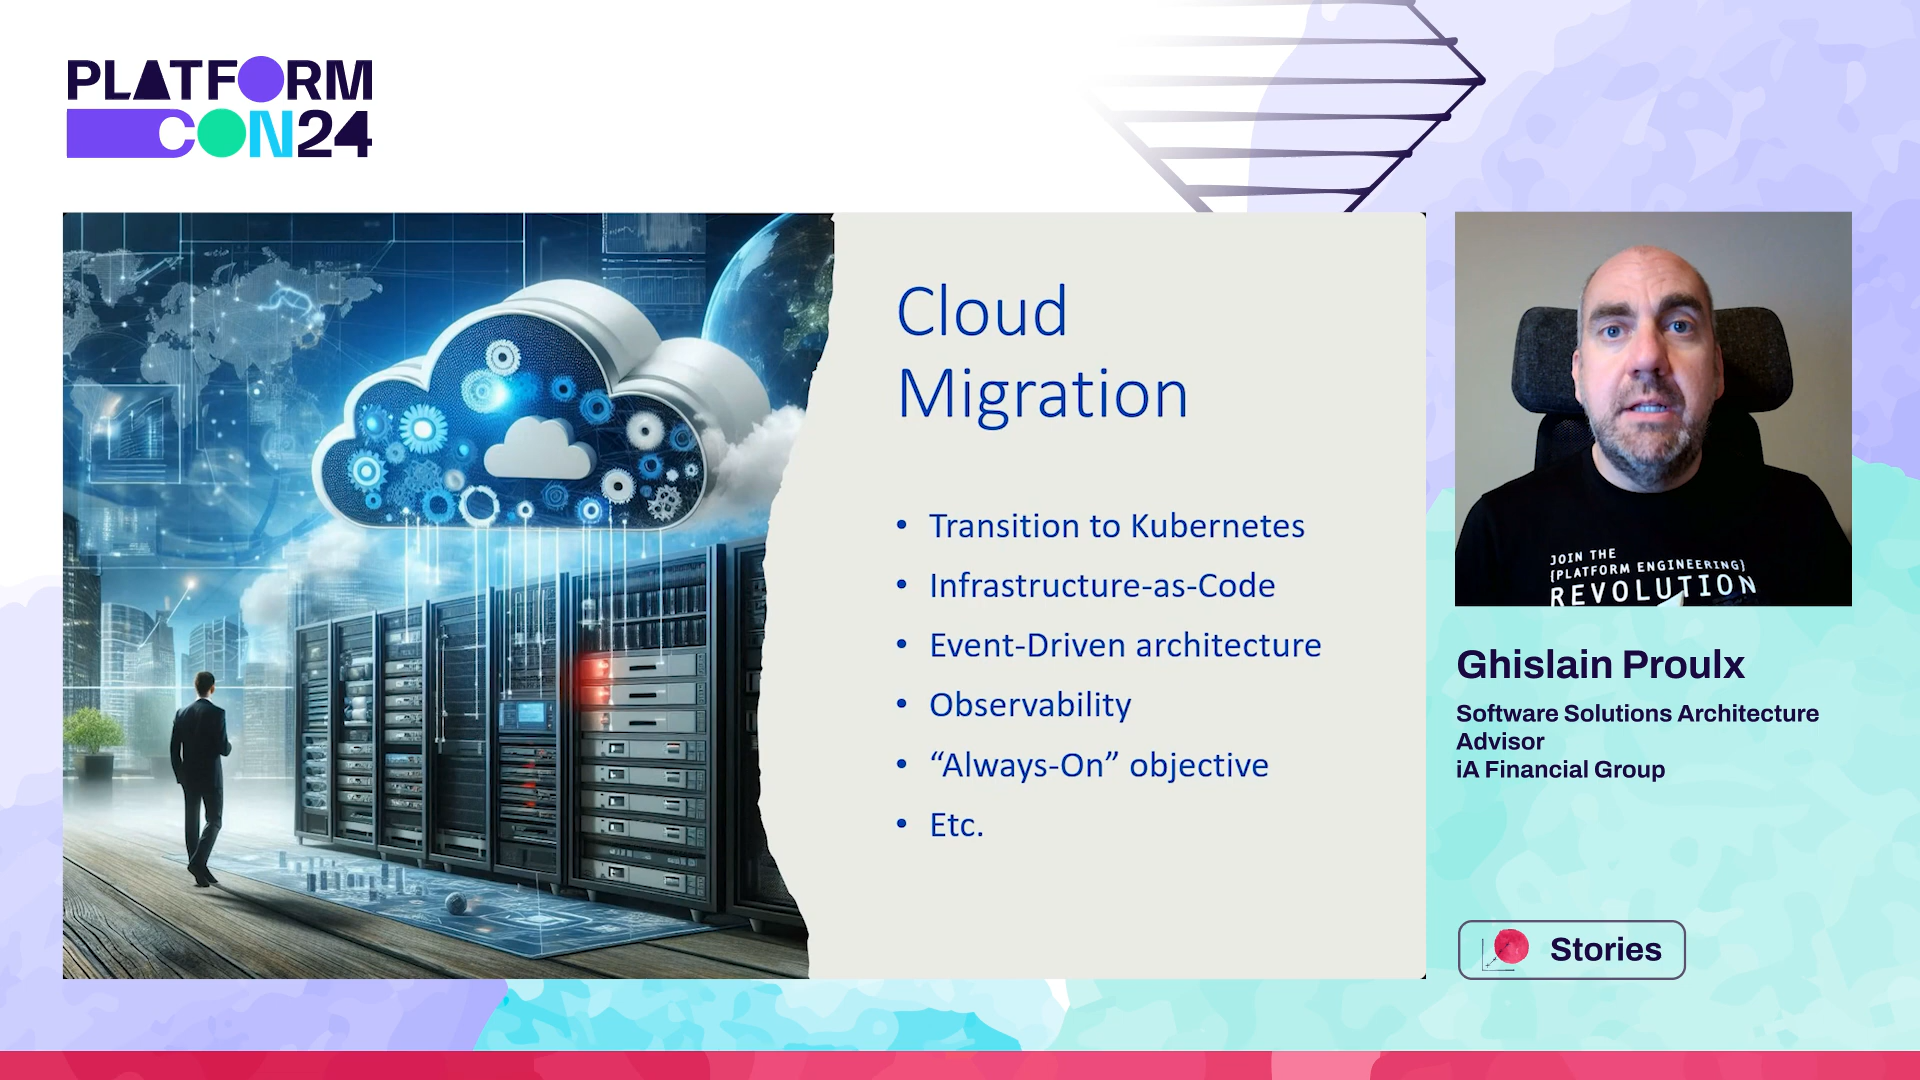 PLATFORM
CON24
Cloud
Migration
• Transition to Kubernetes
• Infrastructure-as-Code
• Event-Driven architecture
• Observability
• “Always-On” objective
• Etc.
JOIN THE
{PLATFORM ENGINEERING}
REVOLUTION
Ghislain Proulx
Software Solutions Architecture
Advisor
iA Financial Group
Stories